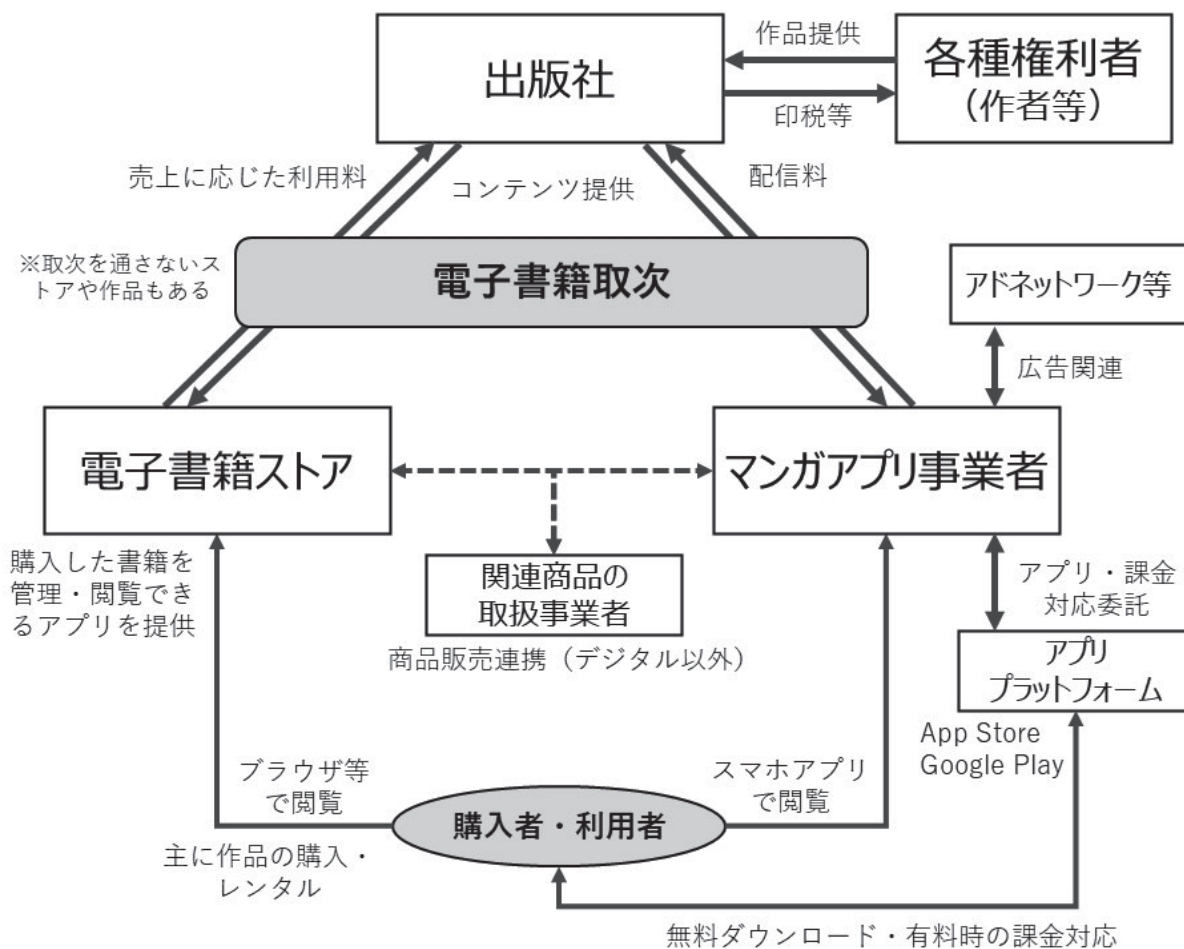 作品提供
出版社
各種権利者
（作者等）
印税等
売上に応じた利用料
コンテンツ提供
配信料
※取次を通さないス
トアや作品もある
電子書籍取次
アドネットワーク等
広告関連
電子書籍ストア
マンガアプリ事業者
購入した書籍を
管理・閲覧でき
るアプリを提供
関連商品の
取扱事業者
商品販売連携（デジタル以外）
アプリ・課金
対応委託
アプリ
プラットフォーム
App Store
Google Play
ブラウザ等
で閲覧
スマホアプリ
で閲覧
購入者・利用者
主に作品の購入・
レンタル
無料ダウンロード・有料時の課金対応